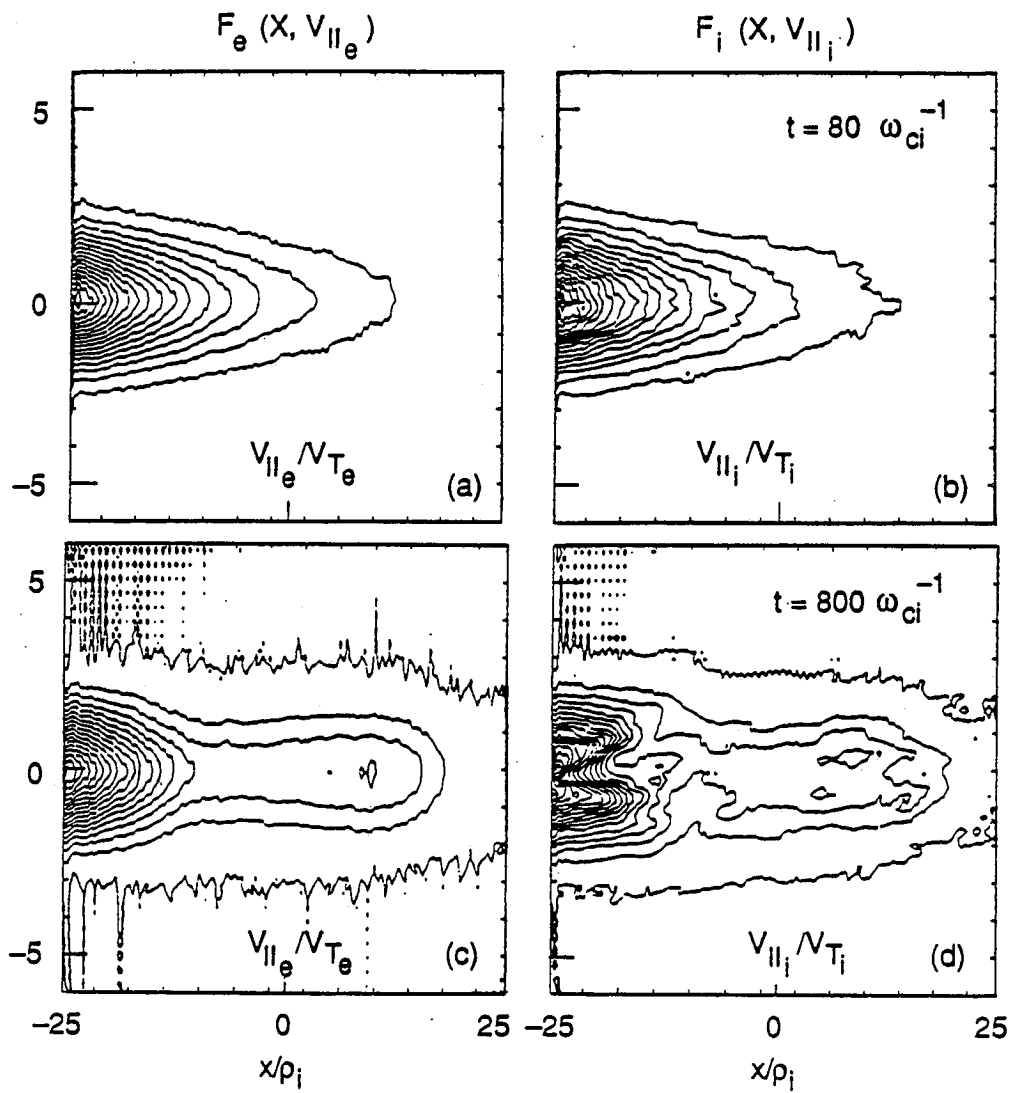 F_e (X, V_||e)
F_i (X, V_||i)
5
0
−5
t = 80 ω_ci^−1
V_||e/V_Te
(a)
V_||i/V_Ti
(b)
5
0
−5
t = 800 ω_ci^−1
V_||e/V_Te
(c)
V_||i/V_Ti
(d)
−25
0
25
−25
0
25
x/ρ_i
x/ρ_i